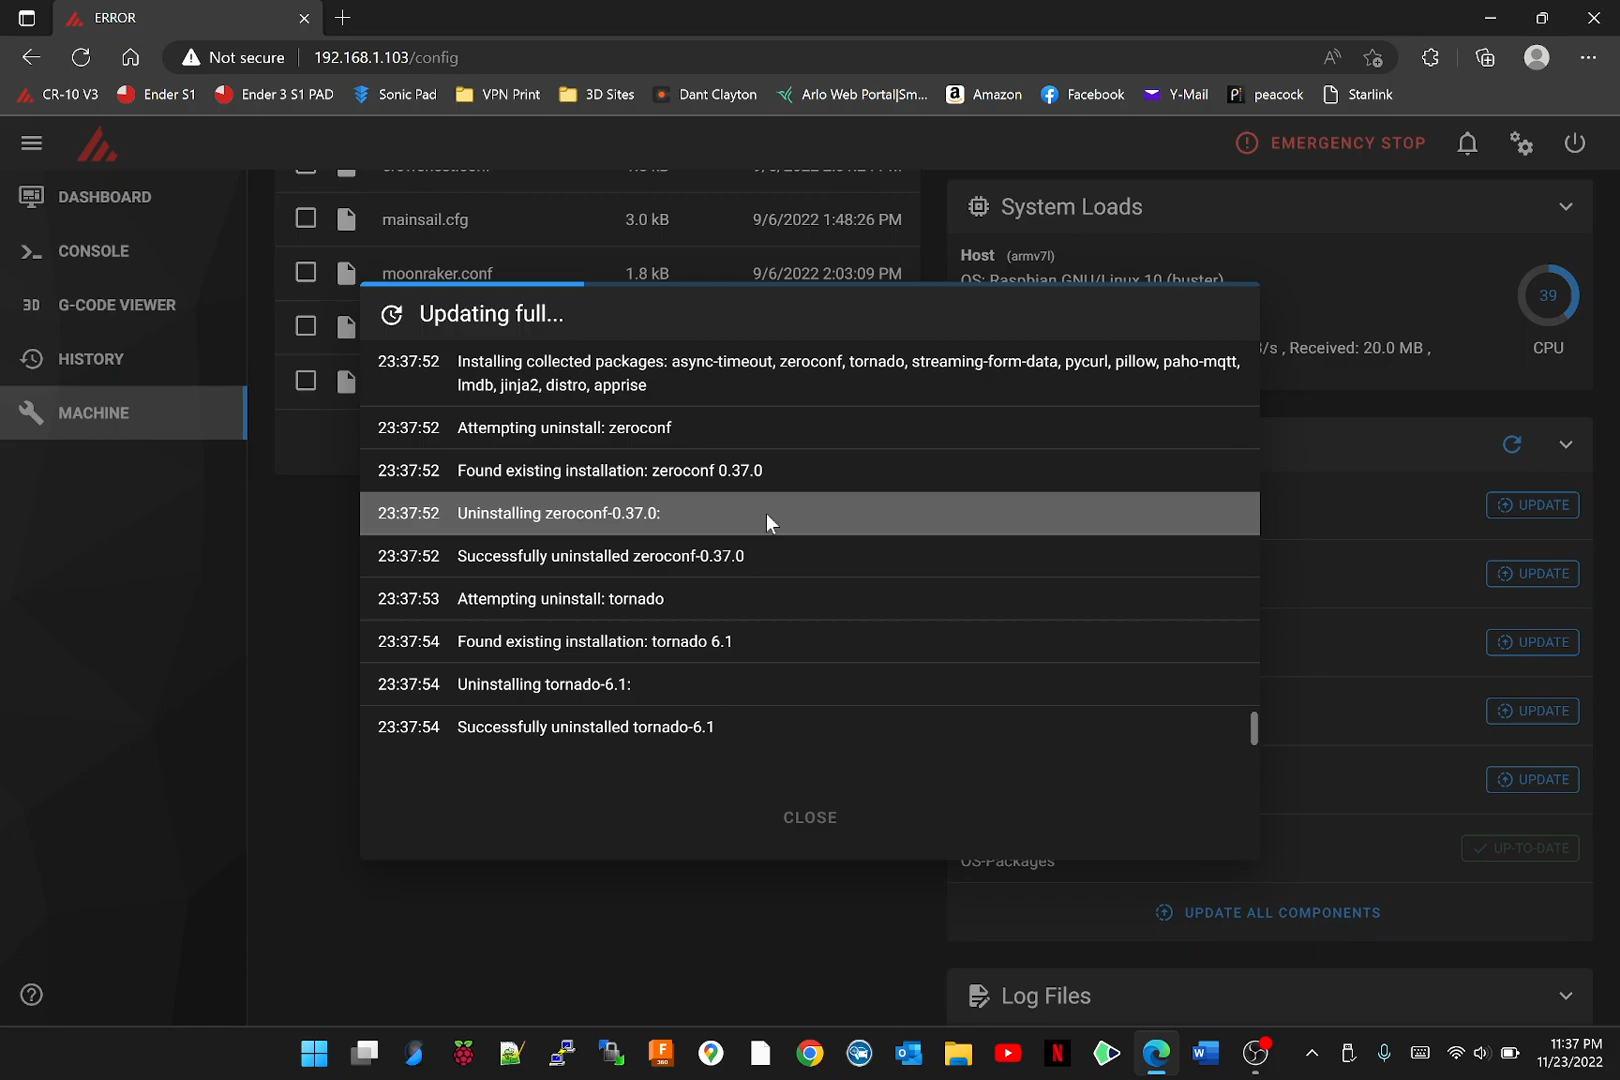 ERROR
Not secure
192.168.1.103/config
CR-10 V3
Ender S1
Ender 3 S1 PAD
Sonic Pad
VPN Print
3D Sites
Dant Clayton
Arlo Web Portal|Sm...
Amazon
Facebook
Y-Mail
peacock
Starlink
EMERGENCY STOP
DASHBOARD
CONSOLE
3D G-CODE VIEWER
HISTORY
MACHINE
mainsail.cfg 3.0 kB 9/6/2022 1:48:26 PM
moonraker.conf 1.8 kB 9/6/2022 2:03:09 PM
System Loads
Host (armv7l)
OS: Raspbian GNU/Linux 10 (buster)
39
/s , Received: 20.0 MB , CPU
Updating full...
23:37:52 Installing collected packages: async-timeout, zeroconf, tornado, streaming-form-data, pycurl, pillow, paho-mqtt,
lmdb, jinja2, distro, apprise
23:37:52 Attempting uninstall: zeroconf
23:37:52 Found existing installation: zeroconf 0.37.0
23:37:52 Uninstalling zeroconf-0.37.0:
23:37:52 Successfully uninstalled zeroconf-0.37.0
23:37:53 Attempting uninstall: tornado
23:37:54 Found existing installation: tornado 6.1
23:37:54 Uninstalling tornado-6.1:
23:37:54 Successfully uninstalled tornado-6.1
CLOSE
UPDATE
UPDATE
UPDATE
UPDATE
UPDATE
UP-TO-DATE
OS-Packages
UPDATE ALL COMPONENTS
Log Files
11:37 PM
11/23/2022